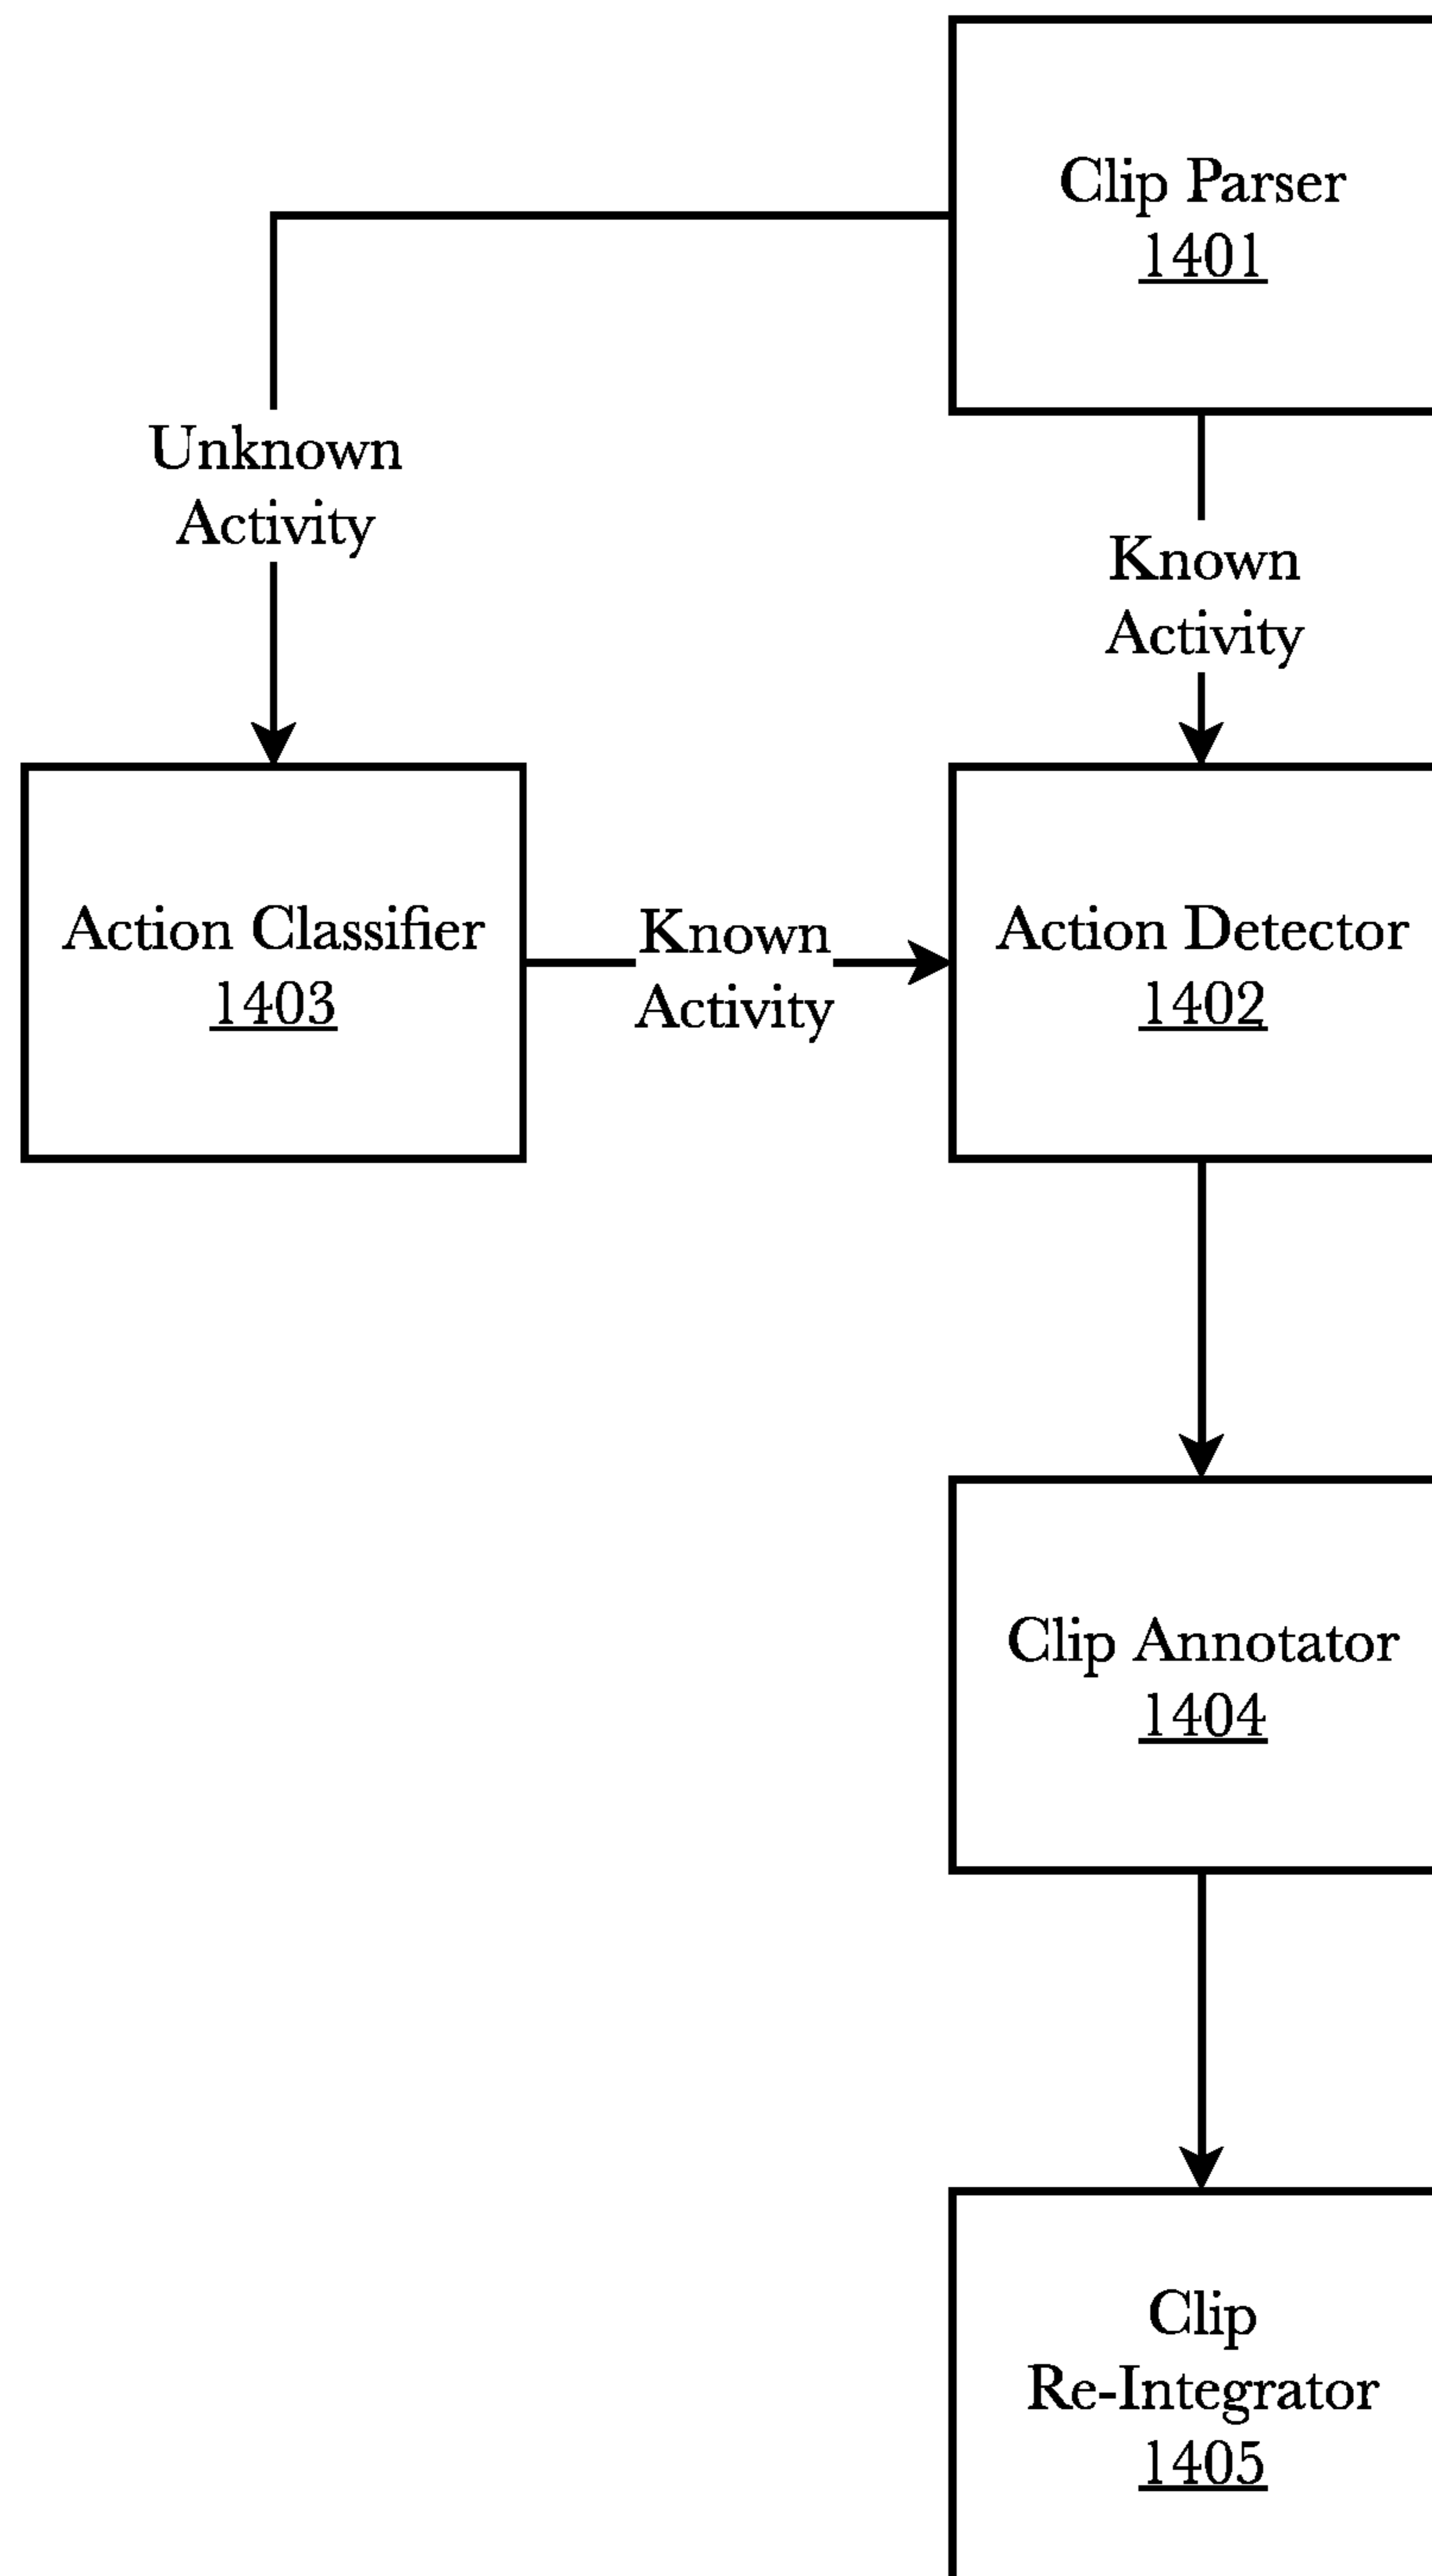 Clip Parser
1401
Unknown
Activity
Known
Activity
Action Classifier
1403
Known
Activity
Action Detector
1402
Clip Annotator
1404
Clip
Re-Integrator
1405